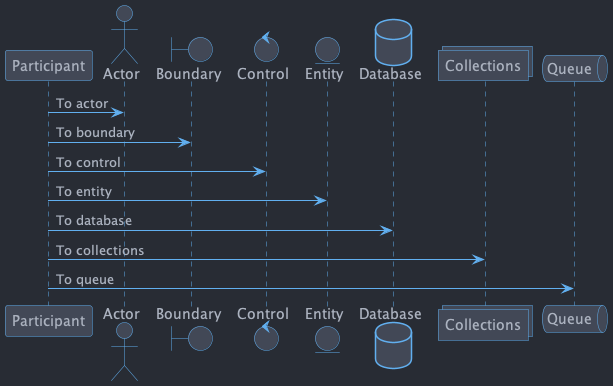 Participant Actor Boundary Control Entity Database Collections Queue
To actor
To boundary
To control
To entity
To database
To collections
To queue
Participant Actor Boundary Control Entity Database Collections Queue